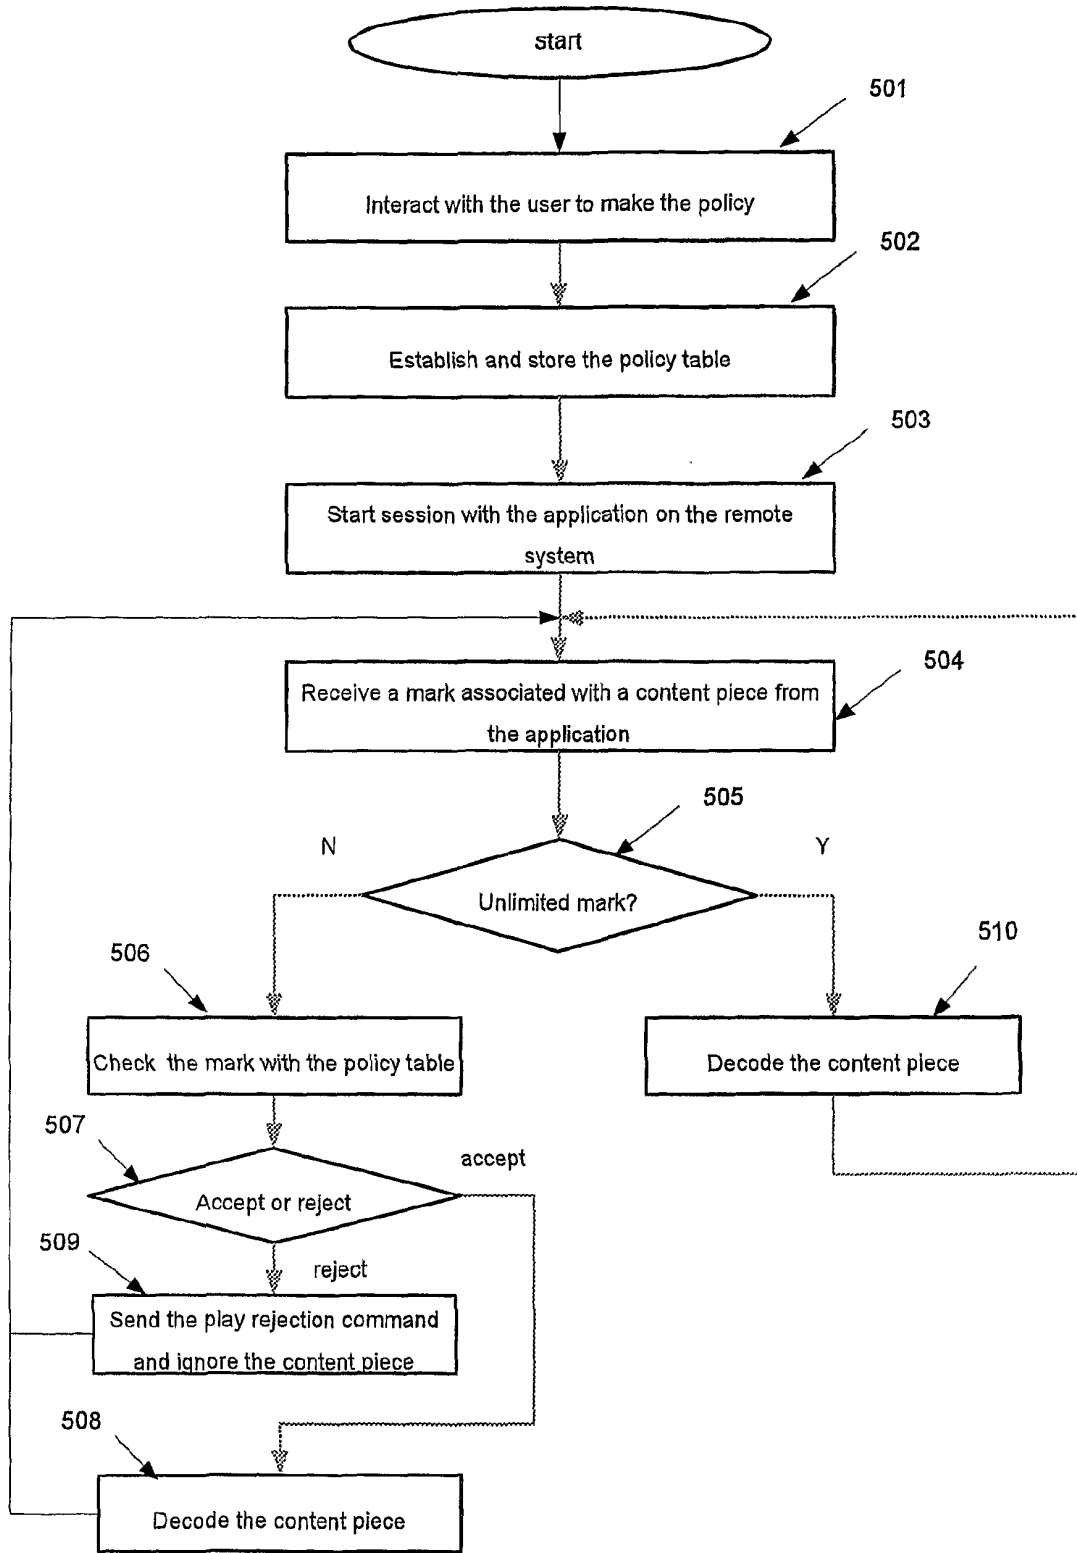 start
501
Interact with the user to make the policy
502
Establish and store the policy table
503
Start session with the application on the remote
system
504
Receive a mark associated with a content piece from
the application
505
N
Y
Unlimited mark?
506
510
Check the mark with the policy table
Decode the content piece
507
accept
Accept or reject
509
reject
Send the play rejection command
and ignore the content piece
508
Decode the content piece